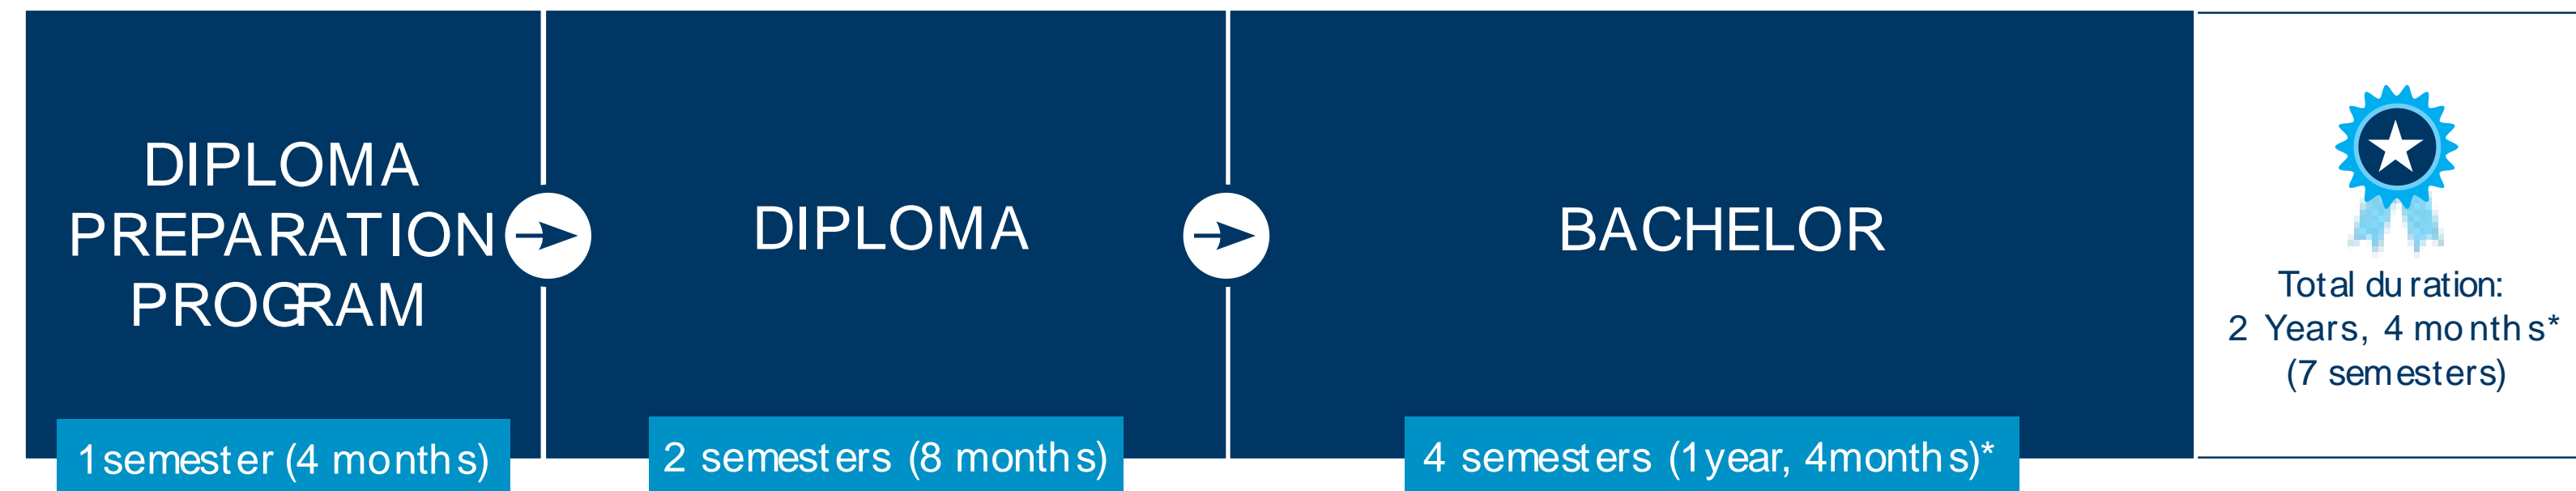 DIPLOMA
PREPARATION
PROGRAM
1 semester (4 months)
DIPLOMA
2 semesters (8 months)
BACHELOR
4 semesters (1 year, 4 months)*
Total duration:
2 Years, 4 months*
(7 semesters)